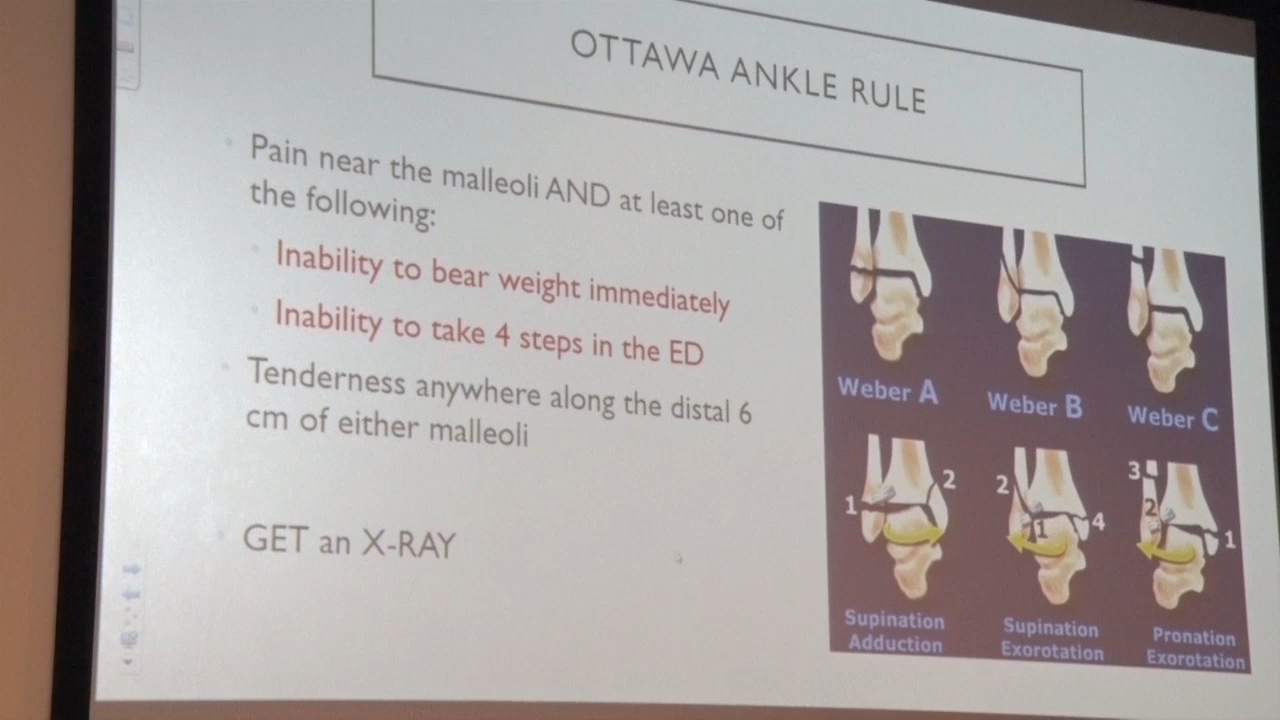 OTTAWA ANKLE RULE
Pain near the malleoli AND at least one of
the following:
Inability to bear weight immediately
Inability to take 4 steps in the ED
Tenderness anywhere along the distal 6
cm of either malleoli
GET an X-RAY
Weber A
Weber B
Weber C
1
2
2
1
4
3
2
1
Supination
Adduction
Supination
Exorotation
Pronation
Exorotation